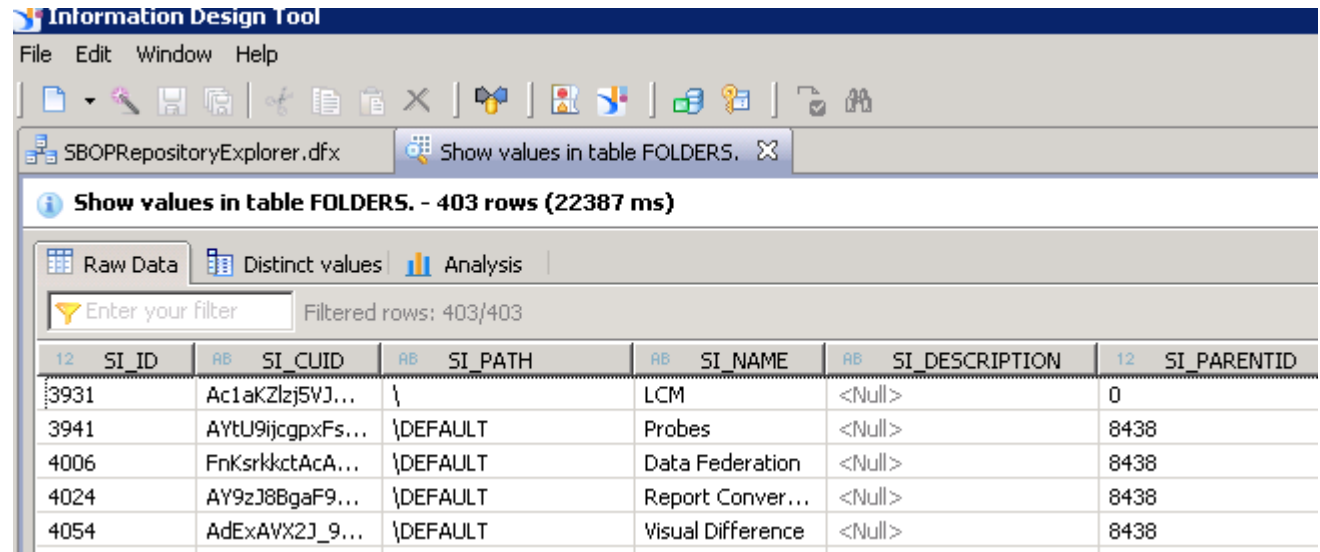 Information Design Tool
File Edit Window Help
SBOPRepositoryExplorer.dfx Show values in table FOLDERS.
Show values in table FOLDERS. - 403 rows (22387 ms)
Raw Data Distinct values Analysis
Enter your filter Filtered rows: 403/403
12 SI_ID AB SI_CUID AB SI_PATH AB SI_NAME AB SI_DESCRIPTION 12 SI_PARENTID
3931 Ac1aKZlzj5VJ... \ LCM <Null> 0
3941 AYtU9ijcgpxFs... \DEFAULT Probes <Null> 8438
4006 FnKsrkkctAcA... \DEFAULT Data Federation <Null> 8438
4024 AY9zJ8BgaF9... \DEFAULT Report Conver... <Null> 8438
4054 AdExAVX2J_9... \DEFAULT Visual Difference <Null> 8438